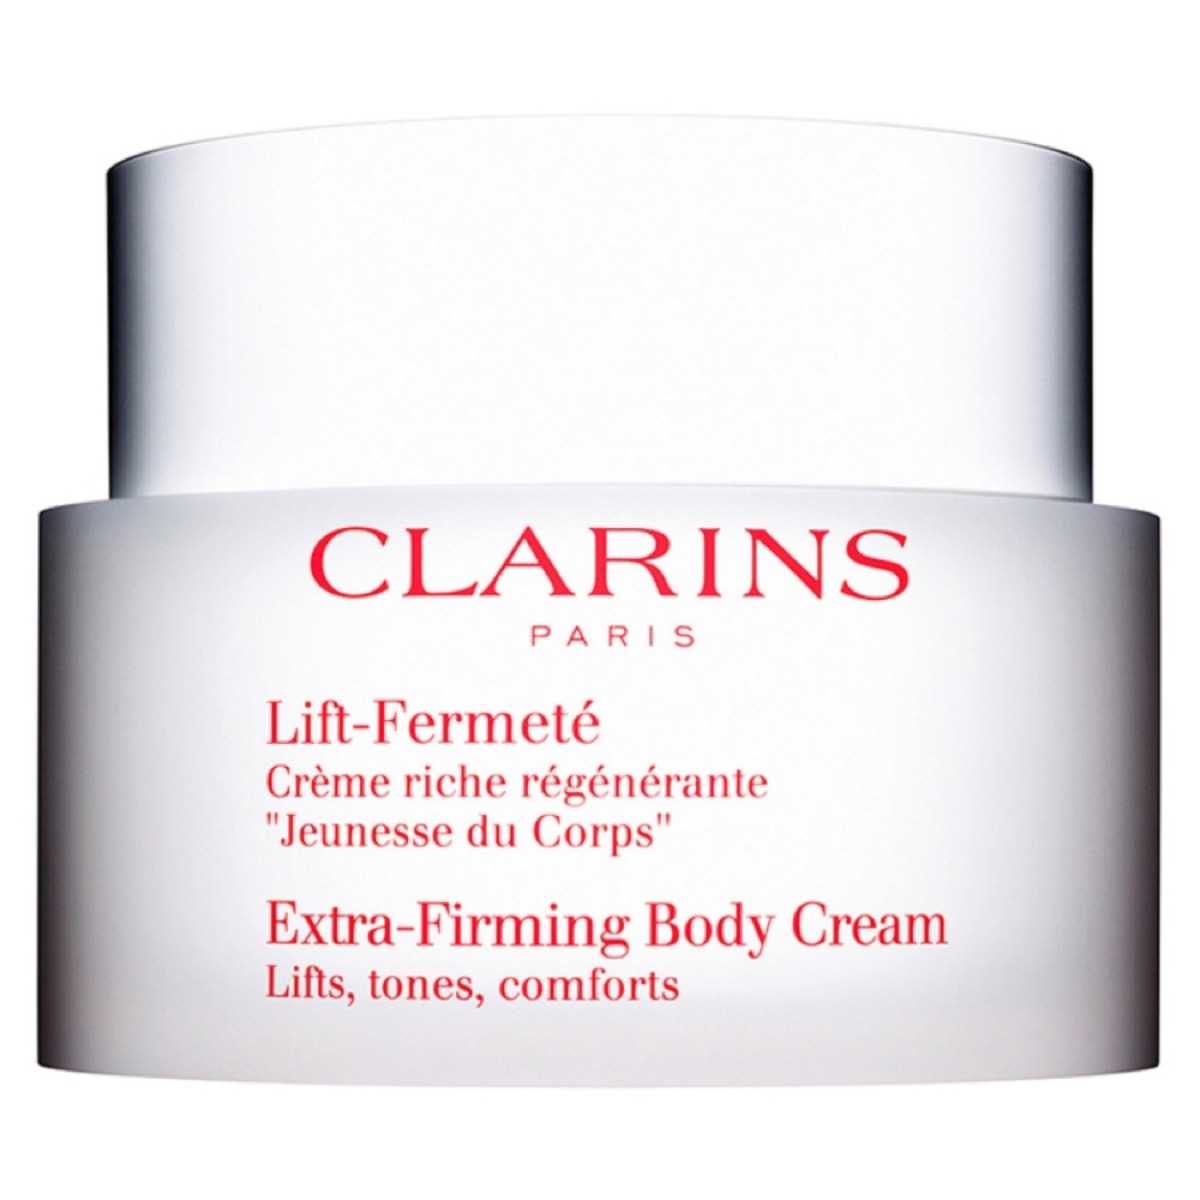 CLARINS
PARIS
Lift-Fermeté
Crème riche régénérante
"Jeunesse du Corps"
Extra-Firming Body Cream
Lifts, tones, comforts